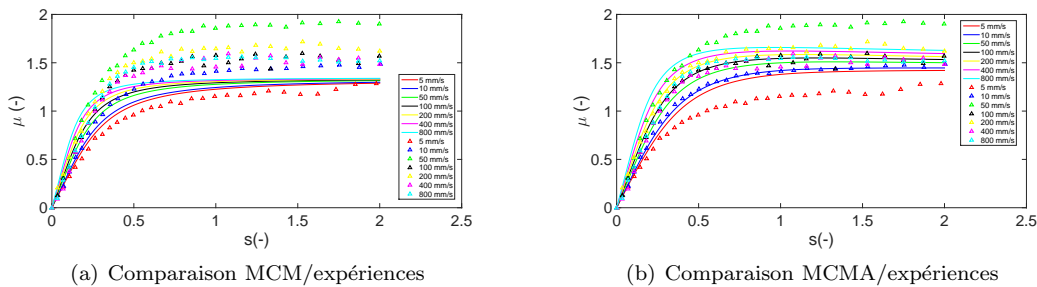 2
1.5
1
0.5
0
μ (-)
0
0.5
1
1.5
2
2.5
s(-)
5 mm/s
10 mm/s
50 mm/s
100 mm/s
200 mm/s
400 mm/s
800 mm/s
5 mm/s
10 mm/s
50 mm/s
100 mm/s
200 mm/s
400 mm/s
800 mm/s
(a) Comparaison MCM/expériences
2
1.5
1
0.5
0
μ (-)
0
0.5
1
1.5
2
2.5
s(-)
5 mm/s
10 mm/s
50 mm/s
100 mm/s
200 mm/s
400 mm/s
800 mm/s
5 mm/s
10 mm/s
50 mm/s
100 mm/s
200 mm/s
400 mm/s
800 mm/s
(b) Comparaison MCMA/expériences